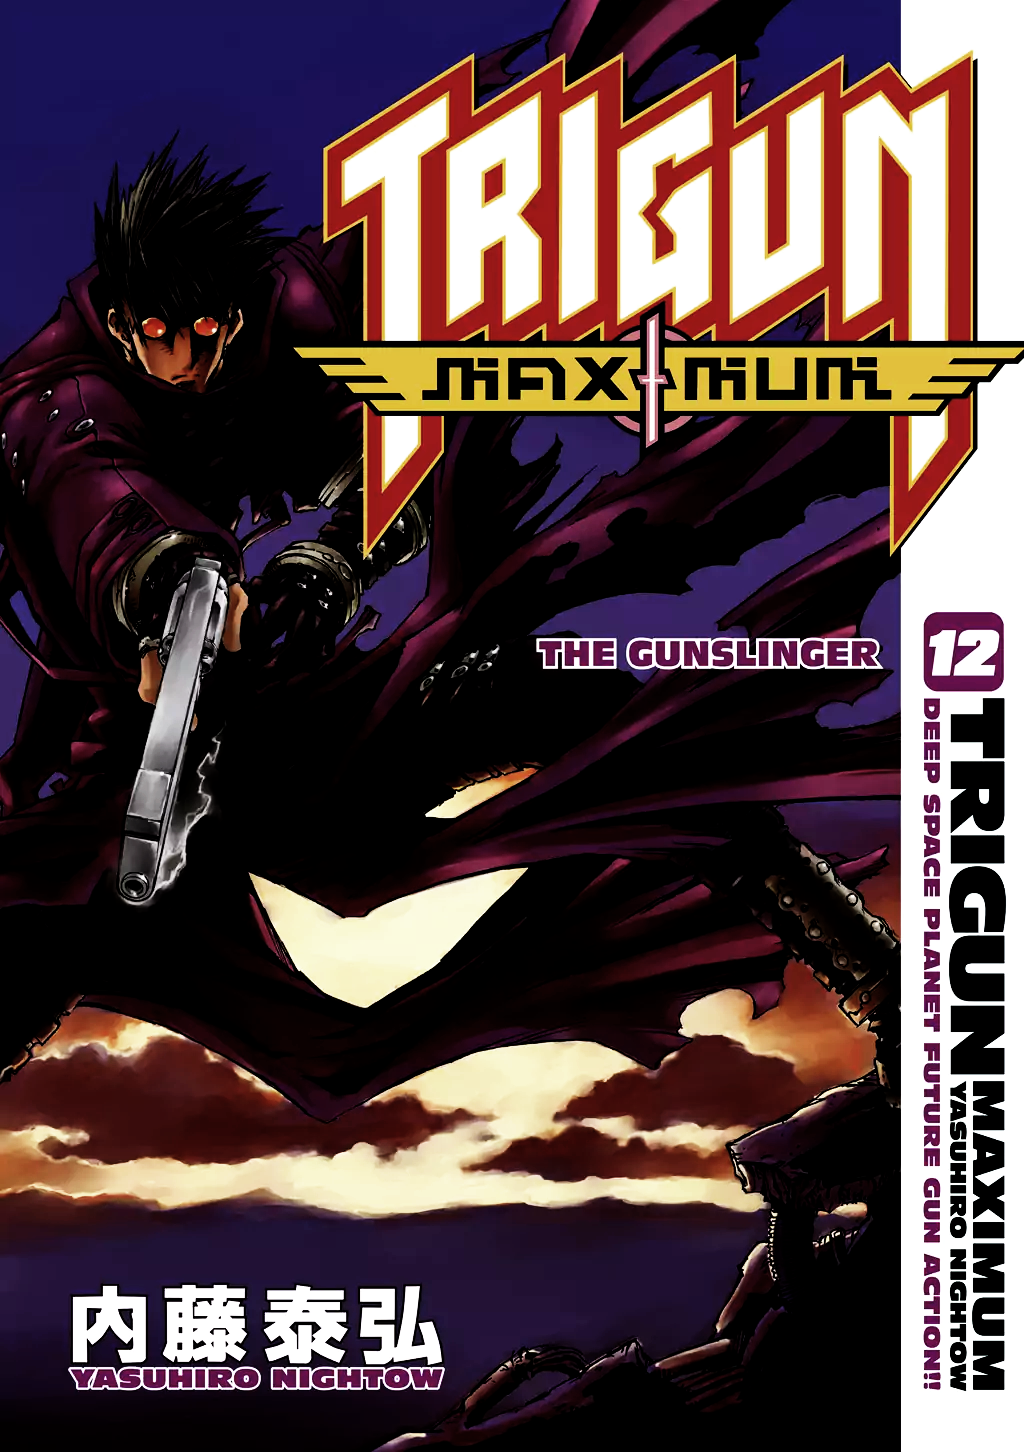 TRIGUN
MAXIMUM
THE GUNSLINGER
内藤泰弘
YASUHIRO NIGHTOW
12
TRIGUN MAXIMUM
YASUHIRO NIGHTOW
DEEP SPACE PLANET FUTURE GUN ACTION!!